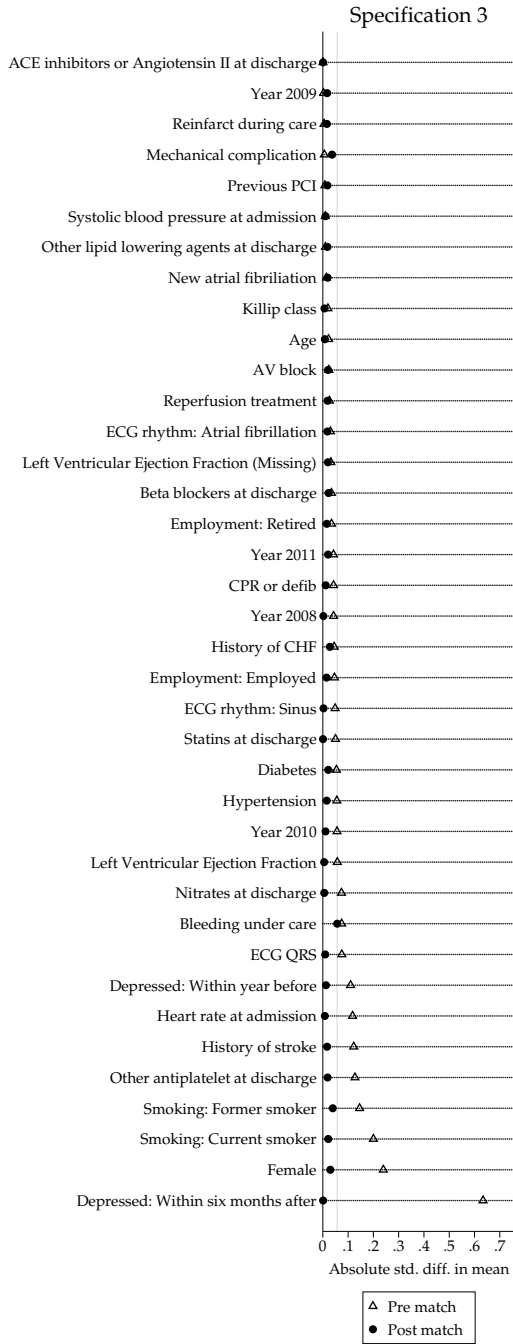 Specification 3
ACE inhibitors or Angiotensin II at discharge
Year 2009
Reinfarct during care
Mechanical complication
Previous PCI
Systolic blood pressure at admission
Other lipid lowering agents at discharge
New atrial fibriliation
Killip class
Age
AV block
Reperfusion treatment
ECG rhythm: Atrial fibrillation
Left Ventricular Ejection Fraction (Missing)
Beta blockers at discharge
Employment: Retired
Year 2011
CPR or defib
Year 2008
History of CHF
Employment: Employed
ECG rhythm: Sinus
Statins at discharge
Diabetes
Hypertension
Year 2010
Left Ventricular Ejection Fraction
Nitrates at discharge
Bleeding under care
ECG QRS
Depressed: Within year before
Heart rate at admission
History of stroke
Other antiplatelet at discharge
Smoking: Former smoker
Smoking: Current smoker
Female
Depressed: Within six months after
0 .1 .2 .3 .4 .5 .6 .7
Absolute std. diff. in mean
Pre match
Post match